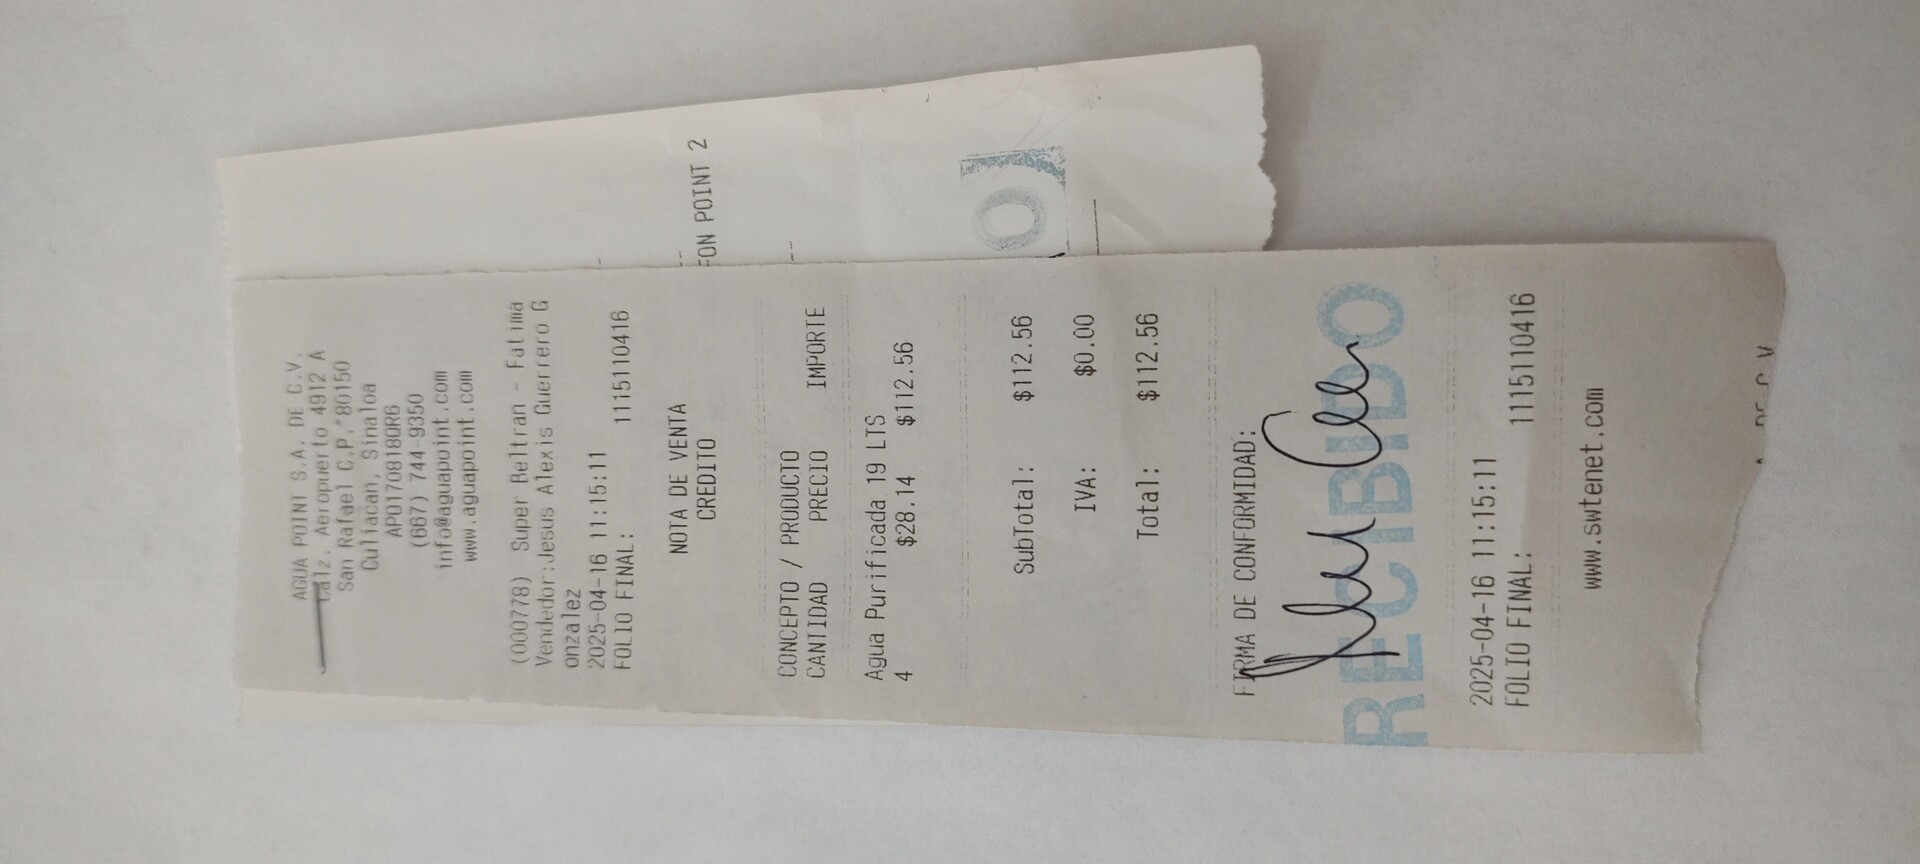 AGUA POINT S.A. DE C.V.
Calz. Aeropuerto 4912 A
San Rafael C.P.*80150
Culiacan, Sinaloa
APO170818QR6
(667) 744-9350
info@aguapoint.com
www.aguapoint.com
(000778) Super Beltran - Fatima
Vendedor:Jesus Alexis Guerrero G
onzalez
2025-04-16 11:15:11
FOLIO FINAL: 1115110416
NOTA DE VENTA
CREDITO
CONCEPTO / PRODUCTO
CANTIDAD PRECIO IMPORTE
Agua Purificada 19 LTS
4 $28.14 $112.56
SubTotal: $112.56
IVA: $0.00
Total: $112.56
FIRMA DE CONFORMIDAD:
RECIBIDO
2025-04-16 11:15:11
FOLIO FINAL: 1115110416
www.swtenet.com
FON POINT 2
O